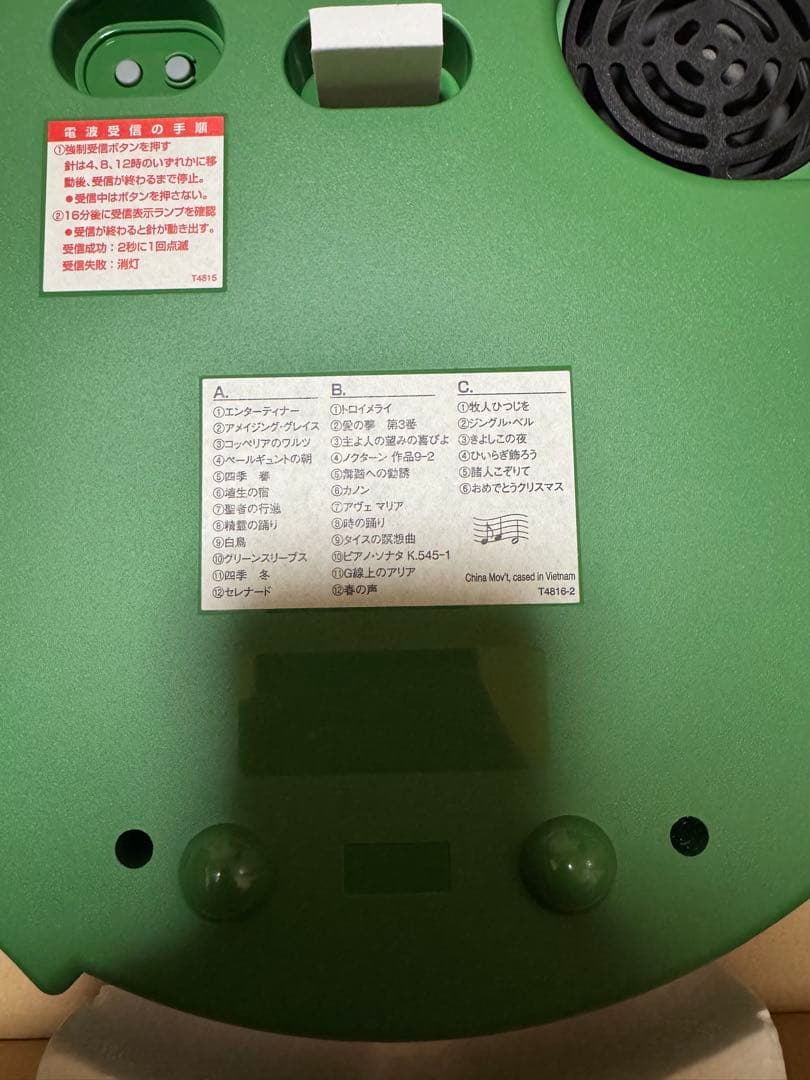 電波受信の手順
①強制受信ボタンを押す
針は4、8、12時のいずれかに移
動後、受信が終わるまで停止。
●受信中はボタンを押さない。
②16分後に受信表示ランプを確認
●受信が終わると針が動き出す。
受信成功：2秒に1回点滅
受信失敗：消灯
T4815
A.
①エンターティナー
②アメイジング・グレイス
③コッペリアのワルツ
④ペールギュントの朝
⑤四季 春
⑥埴生の宿
⑦聖者の行進
⑧精霊の踊り
⑨白鳥
⑩グリーンスリーブス
⑪四季 冬
⑫セレナード
B.
①トロイメライ
②愛の夢 第3番
③主よ人の望みの喜びよ
④ノクターン 作品9-2
⑤舞踏への勧誘
⑥カノン
⑦アヴェ マリア
⑧時の踊り
⑨タイスの瞑想曲
⑩ピアノ・ソナタ K.545-1
⑪G線上のアリア
⑫春の声
C.
①牧人ひつじを
②ジングル・ベル
③きよしこの夜
④ひいらぎ飾ろう
⑤諸人こぞりて
⑥おめでとうクリスマス
China Mov't, cased in Vietnam
T4816-2